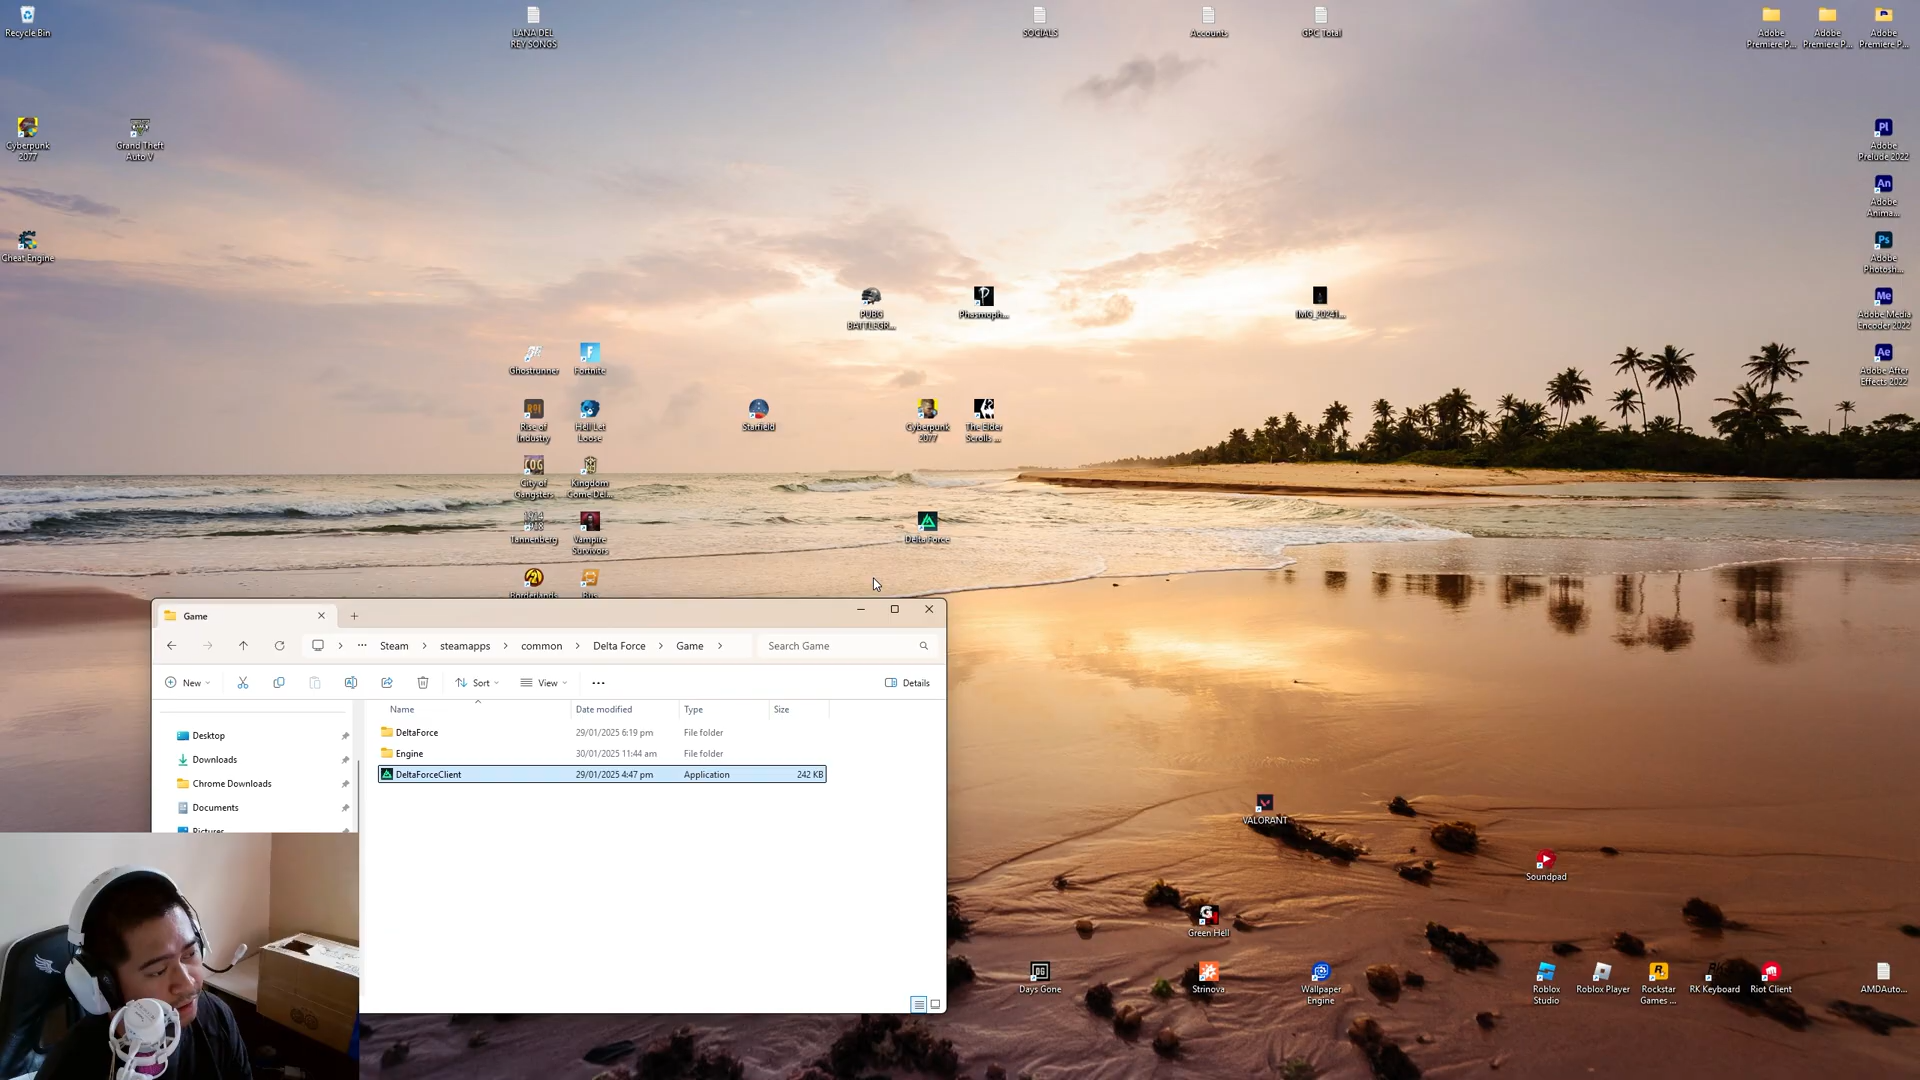 Recycle Bin
LANA DEL
REY SONGS
SOCIALS
Accounts
GPC Total
Adobe
Premiere P...
Adobe
Premiere P...
Adobe
Premiere P...
Cyberpunk
2077
Grand Theft
Auto V
Adobe
Prelude 2022
Adobe
Anima...
Cheat Engine
Adobe
Photosh...
PUBG
BATTLEGR...
Phasmoph...
IMG_20241...
Adobe Media
Encoder 2022
Ghostrunner
Fortnite
Adobe After
Effects 2022
Rise of
Industry
Hell Let
Loose
Starfield
Cyberpunk
2077
The Elder
Scrolls ...
City of
Gangsters
Kingdom
Come Del...
Tannenberg
Vampire
Survivors
Delta Force
Borderlands
Bus
Game
Steam
steamapps
common
Delta Force
Game
Search Game
New
Sort
View
Details
Name
Date modified
Type
Size
Desktop
Downloads
Chrome Downloads
Documents
Pictures
DeltaForce
29/01/2025 6:19 pm
File folder
Engine
30/01/2025 11:44 am
File folder
DeltaForceClient
29/01/2025 4:47 pm
Application
242 KB
VALORANT
Soundpad
Green Hell
Days Gone
Strinova
Wallpaper
Engine
Roblox
Studio
Roblox Player
Rockstar
Games ...
RK Keyboard
Riot Client
AMDAuto...